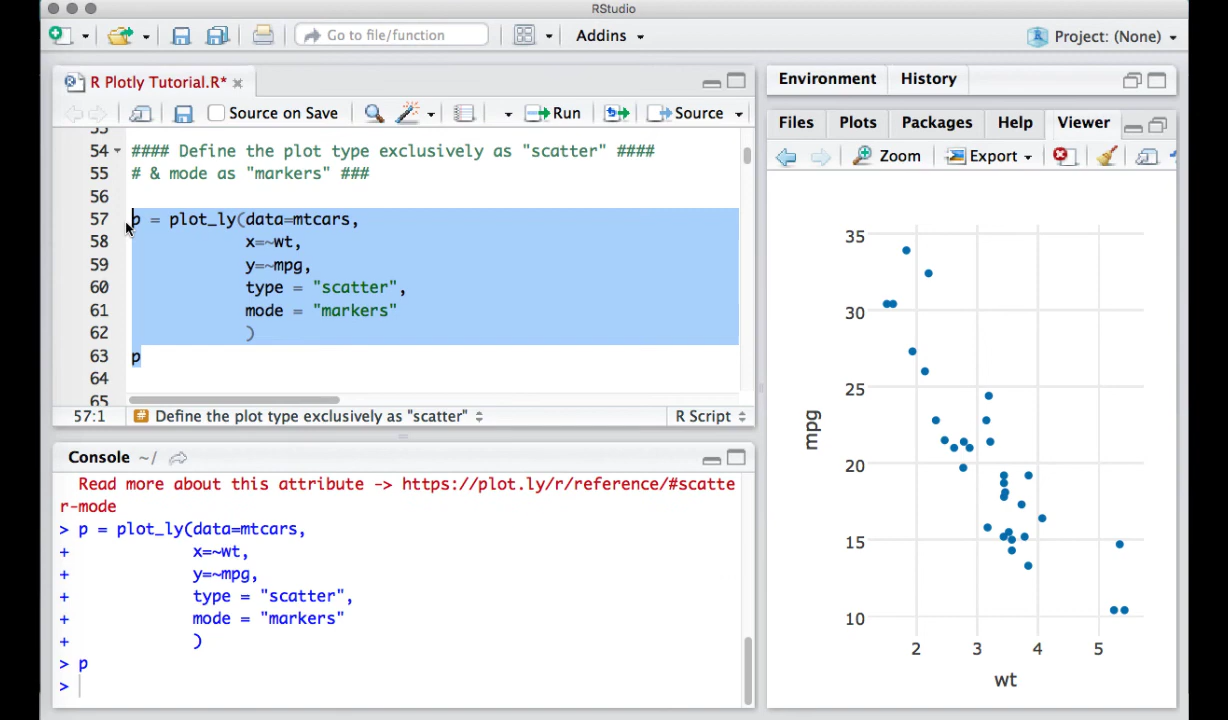 RStudio
Go to file/function
Addins
Project: (None)
R Plotly Tutorial.R*
Source on Save
Run
Source
54 #### Define the plot type exclusively as "scatter" ####
55 # & mode as "markers" ###
56
57 p = plot_ly(data=mtcars,
58 x=~wt,
59 y=~mpg,
60 type = "scatter",
61 mode = "markers"
62 )
63 p
64
65
57:1 # Define the plot type exclusively as "scatter" R Script
Console ~/
Read more about this attribute -> https://plot.ly/r/reference/#scatte
r-mode
> p = plot_ly(data=mtcars,
+ x=~wt,
+ y=~mpg,
+ type = "scatter",
+ mode = "markers"
+ )
> p
>
Environment History
Files Plots Packages Help Viewer
Zoom Export
35
30
25
20
15
10
mpg
2 3 4 5
wt